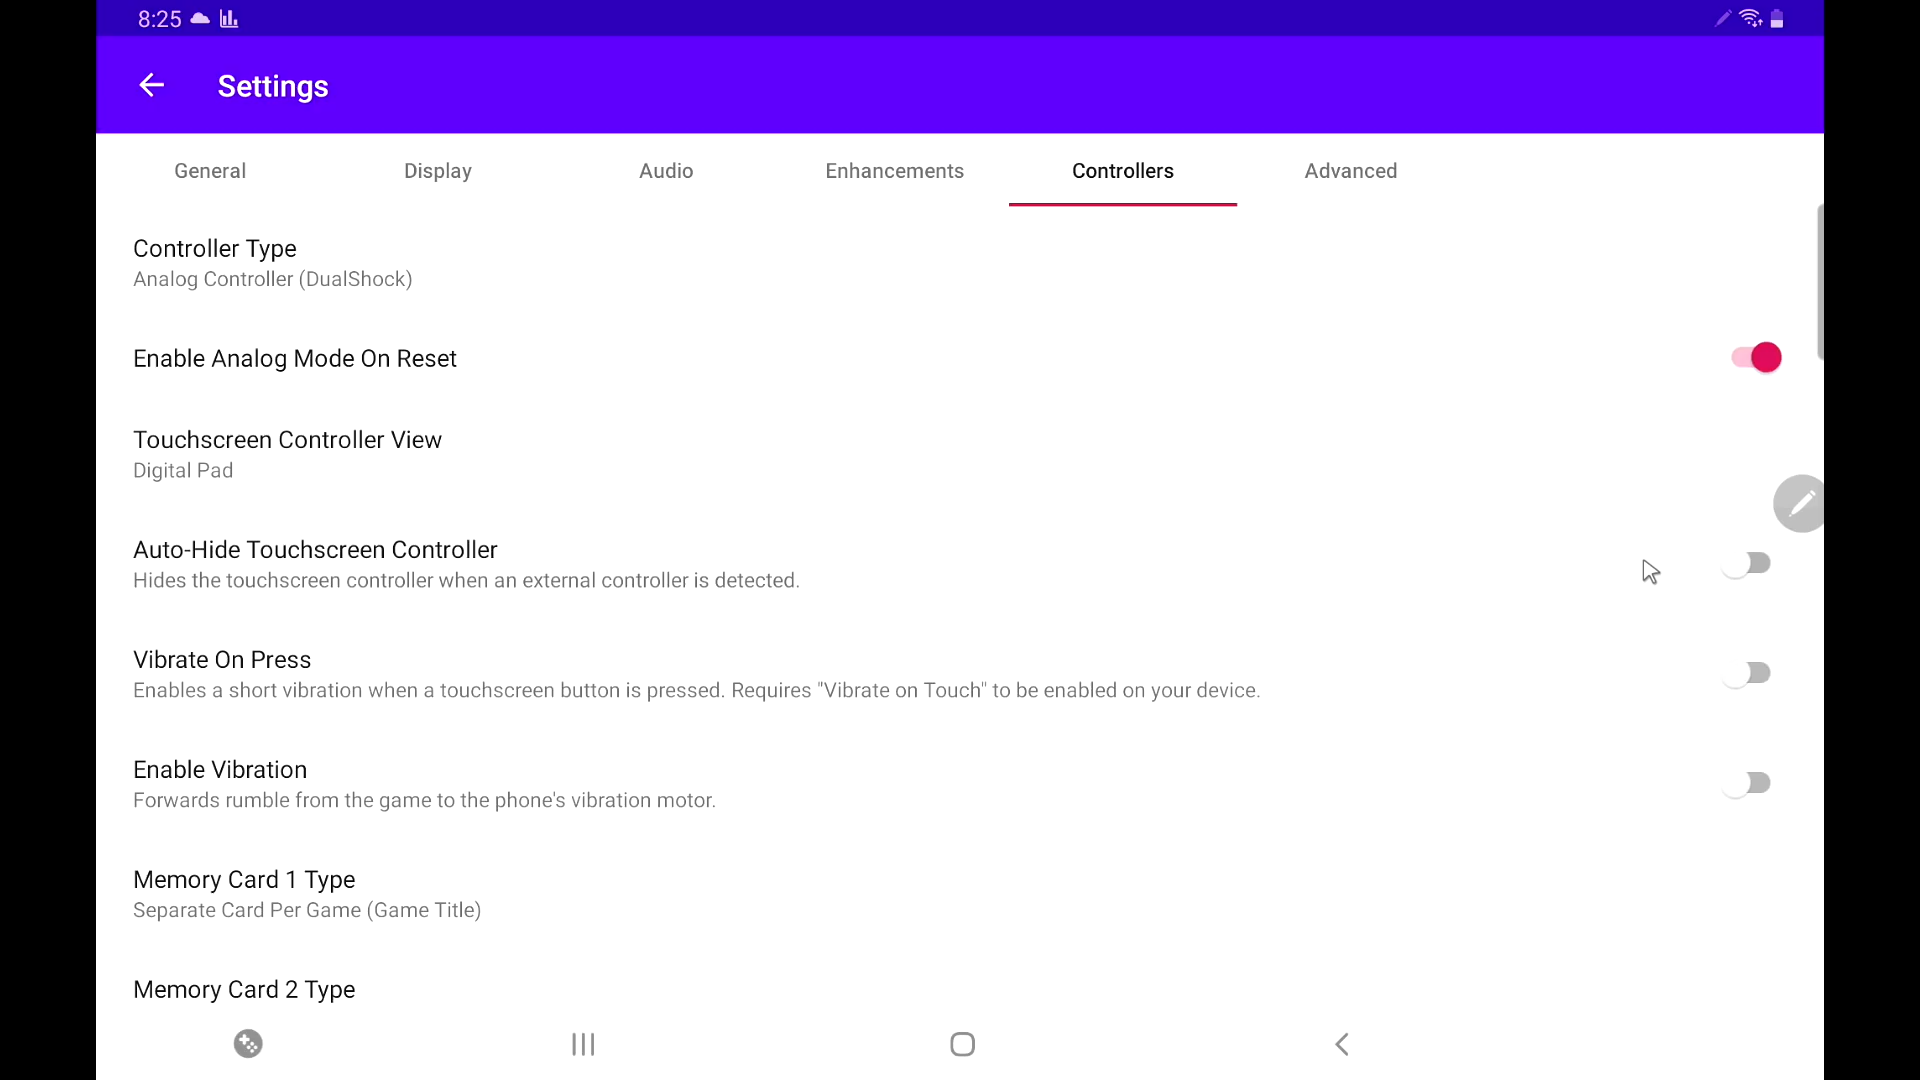 8:25
Settings
General Display Audio Enhancements Controllers Advanced
Controller Type
Analog Controller (DualShock)
Enable Analog Mode On Reset
Touchscreen Controller View
Digital Pad
Auto-Hide Touchscreen Controller
Hides the touchscreen controller when an external controller is detected.
Vibrate On Press
Enables a short vibration when a touchscreen button is pressed. Requires "Vibrate on Touch" to be enabled on your device.
Enable Vibration
Forwards rumble from the game to the phone's vibration motor.
Memory Card 1 Type
Separate Card Per Game (Game Title)
Memory Card 2 Type